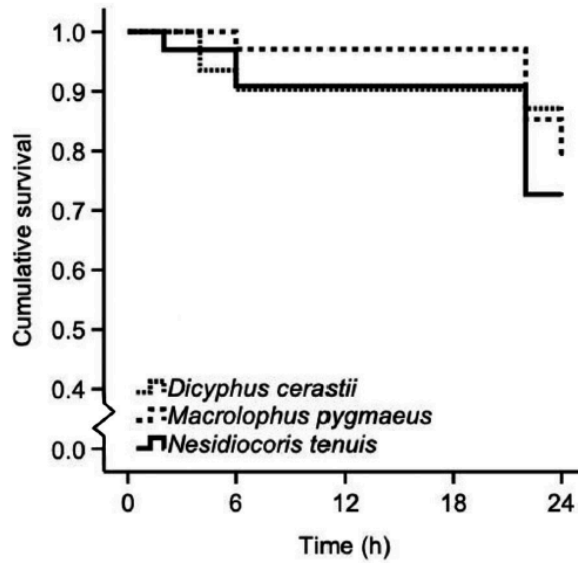 Cumulative survival
1.0
0.9
0.8
0.7
0.6
0.5
0.4
0.0
Dicyphus cerastii
Macrolophus pygmaeus
Nesidiocoris tenuis
0 6 12 18 24
Time (h)